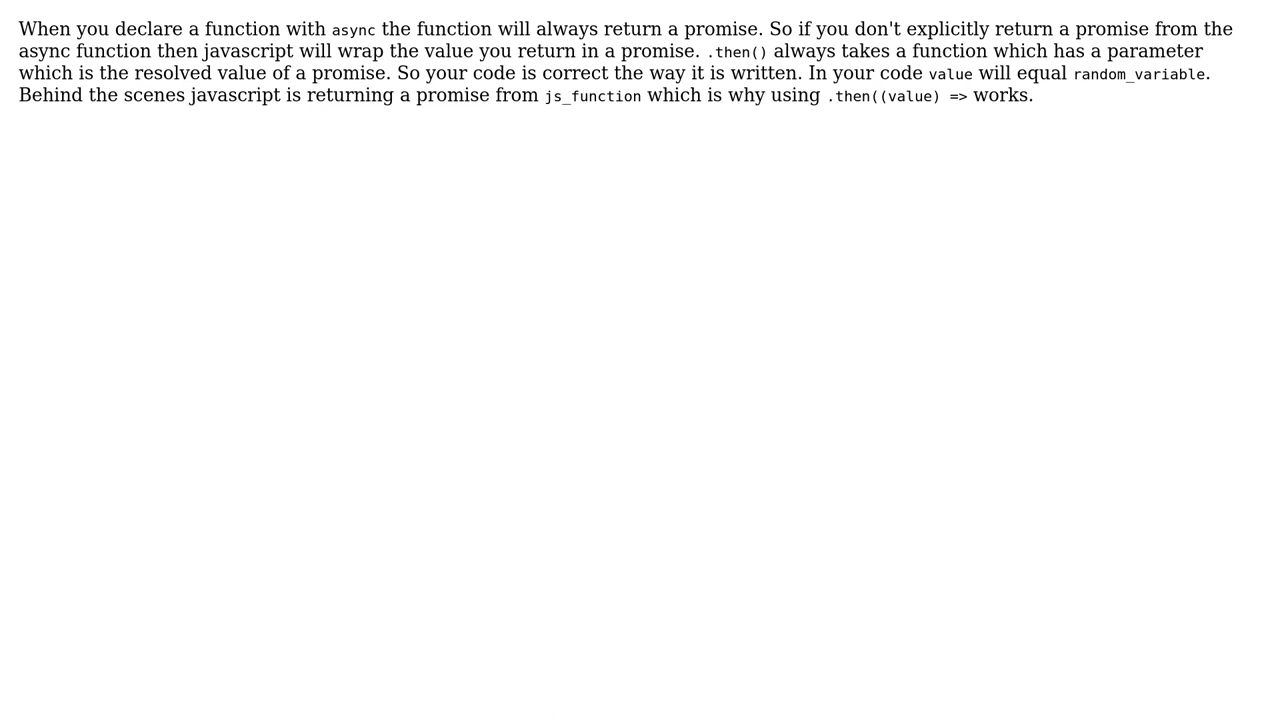 When you declare a function with async the function will always return a promise. So if you don't explicitly return a promise from the
async function then javascript will wrap the value you return in a promise. .then() always takes a function which has a parameter
which is the resolved value of a promise. So your code is correct the way it is written. In your code value will equal random_variable.
Behind the scenes javascript is returning a promise from js_function which is why using .then((value) => works.